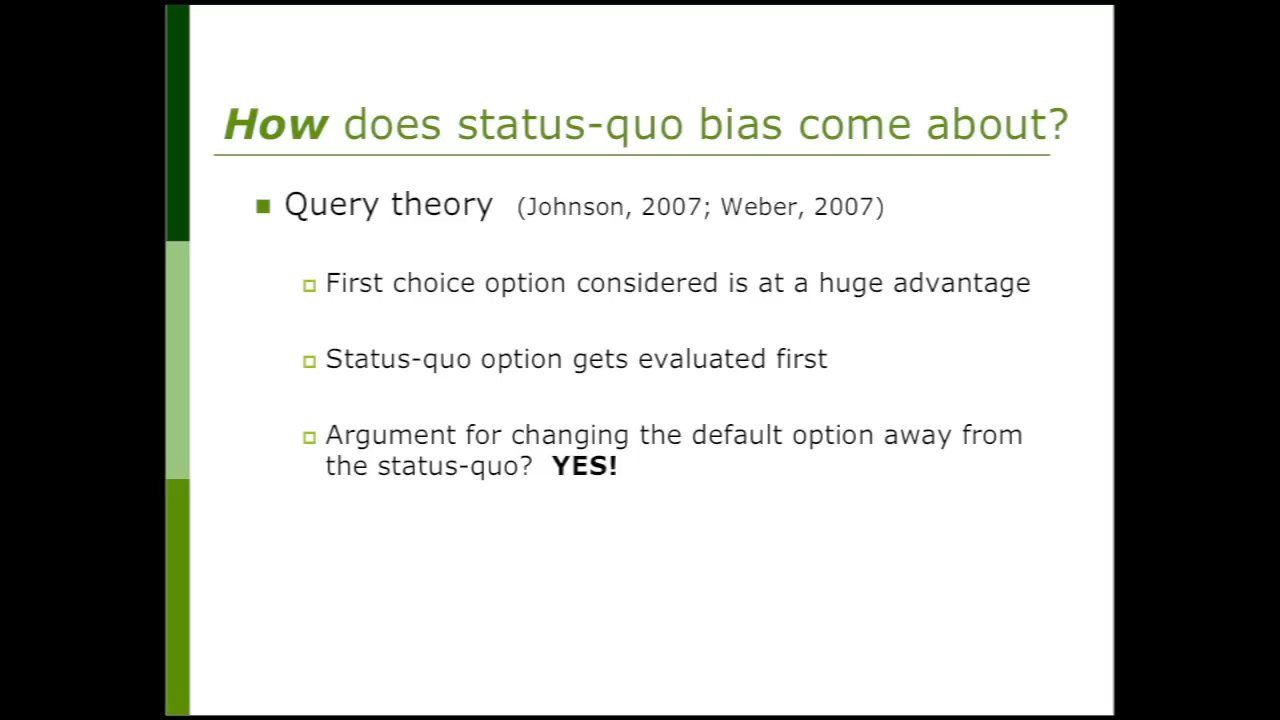 How does status-quo bias come about?
Query theory (Johnson, 2007; Weber, 2007)
First choice option considered is at a huge advantage
Status-quo option gets evaluated first
Argument for changing the default option away from
the status-quo? YES!